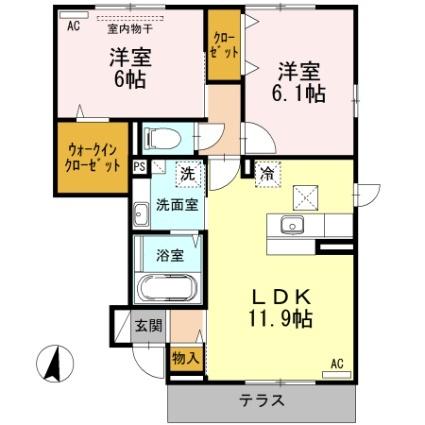 AC
室内物干
洋室
6帖
クロー
ゼット
洋室
6.1帖
ウォークイン
クローゼット
PS
洗
冷
洗面室
浴室
LDK
11.9帖
玄関
物入
AC
テラス